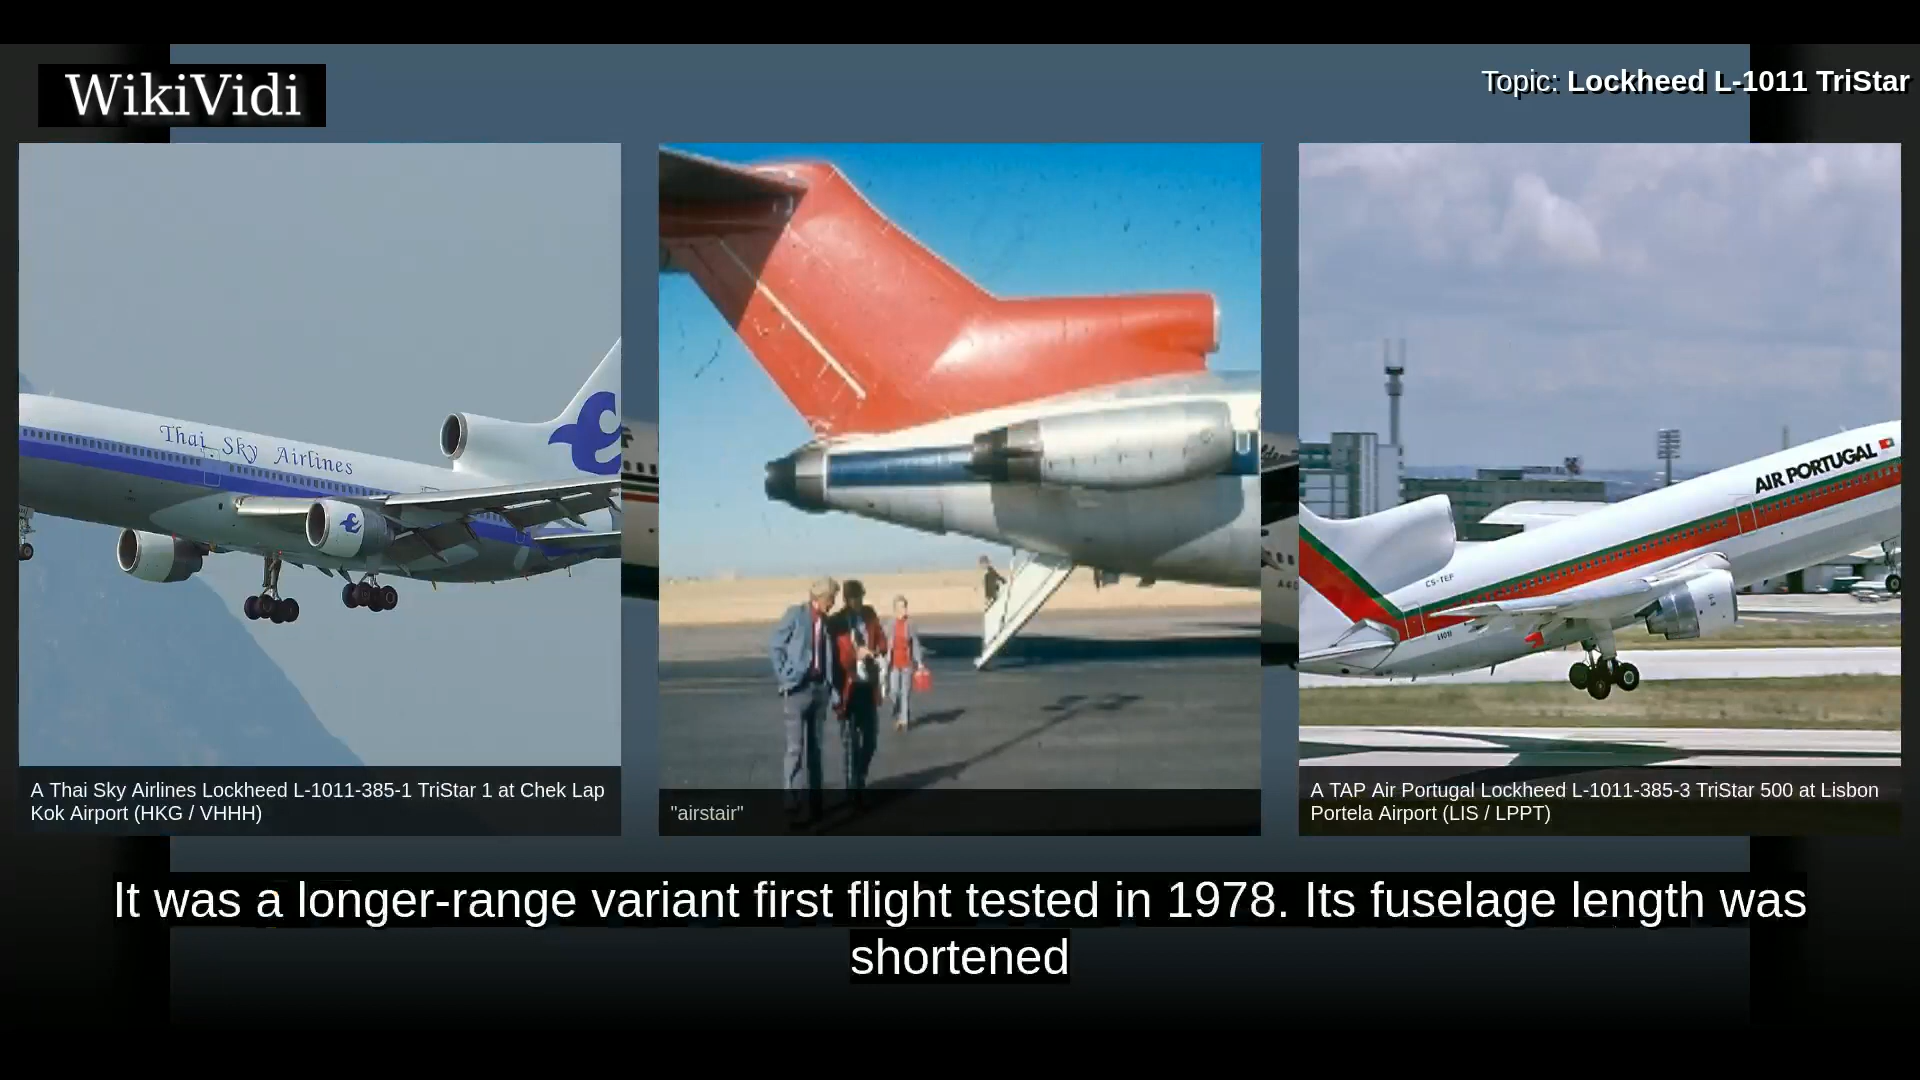 WikiVidi
Topic: Lockheed L-1011 TriStar
Thai Sky Airlines
AIR PORTUGAL
CS-TEF
L1011
A Thai Sky Airlines Lockheed L-1011-385-1 TriStar 1 at Chek Lap
Kok Airport (HKG / VHHH)
"airstair"
A TAP Air Portugal Lockheed L-1011-385-3 TriStar 500 at Lisbon
Portela Airport (LIS / LPPT)
It was a longer-range variant first flight tested in 1978. Its fuselage length was
shortened